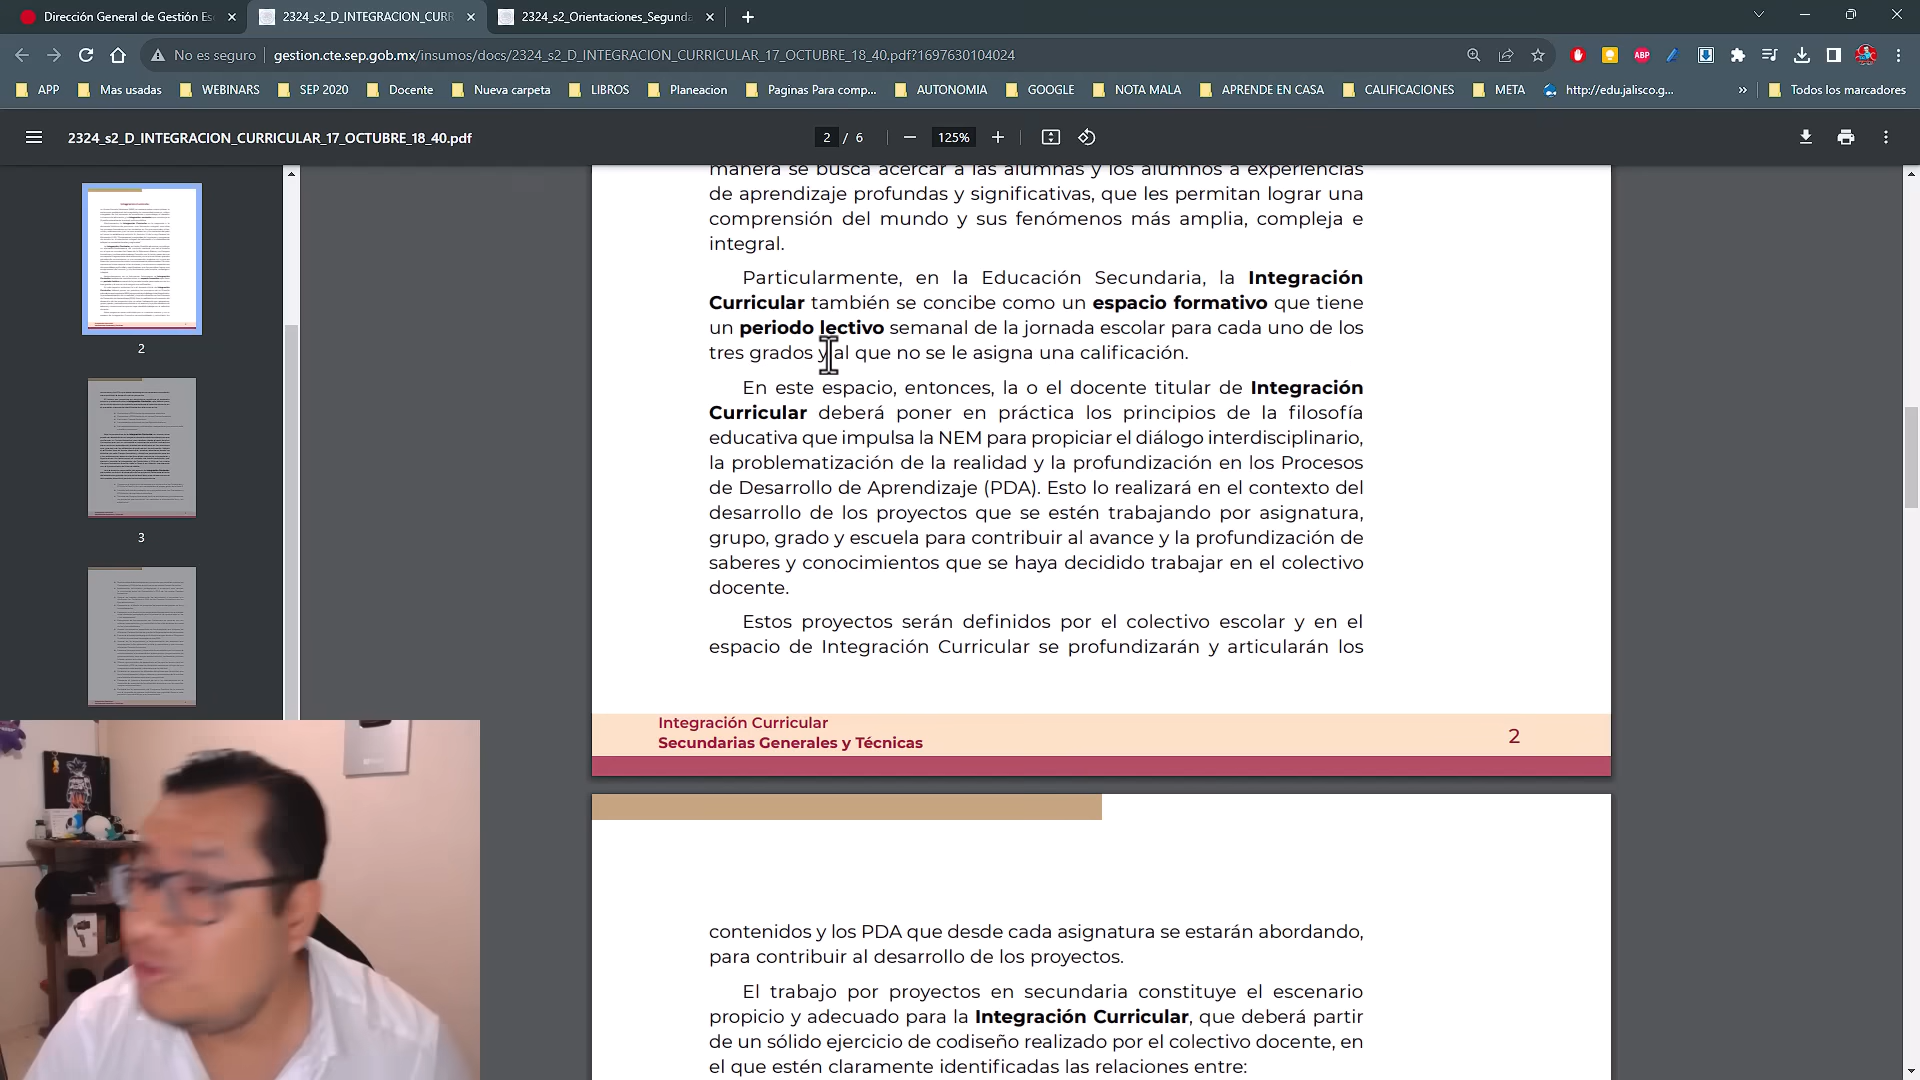 Dirección General de Gestión Es
2324_s2_D_INTEGRACION_CURR
2324_s2_Orientaciones_Segunda
No es seguro
gestion.cte.sep.gob.mx/insumos/docs/2324_s2_D_INTEGRACION_CURRICULAR_17_OCTUBRE_18_40.pdf?1697630104024
ABP
APP
Mas usadas
WEBINARS
SEP 2020
Docente
Nueva carpeta
LIBROS
Planeacion
Paginas Para comp...
AUTONOMIA
GOOGLE
NOTA MALA
APRENDE EN CASA
CALIFICACIONES
META
http://edu.jalisco.g...
»
Todos los marcadores
2324_s2_D_INTEGRACION_CURRICULAR_17_OCTUBRE_18_40.pdf
2 / 6
125%
2
3
manera se busca acercar a las alumnas y los alumnos a experiencias
de aprendizaje profundas y significativas, que les permitan lograr una
comprensión del mundo y sus fenómenos más amplia, compleja e
integral.
Particularmente, en la Educación Secundaria, la Integración
Curricular también se concibe como un espacio formativo que tiene
un periodo lectivo semanal de la jornada escolar para cada uno de los
tres grados y al que no se le asigna una calificación.
En este espacio, entonces, la o el docente titular de Integración
Curricular deberá poner en práctica los principios de la filosofía
educativa que impulsa la NEM para propiciar el diálogo interdisciplinario,
la problematización de la realidad y la profundización en los Procesos
de Desarrollo de Aprendizaje (PDA). Esto lo realizará en el contexto del
desarrollo de los proyectos que se estén trabajando por asignatura,
grupo, grado y escuela para contribuir al avance y la profundización de
saberes y conocimientos que se haya decidido trabajar en el colectivo
docente.
Estos proyectos serán definidos por el colectivo escolar y en el
espacio de Integración Curricular se profundizarán y articularán los
Integración Curricular
Secundarias Generales y Técnicas
2
contenidos y los PDA que desde cada asignatura se estarán abordando,
para contribuir al desarrollo de los proyectos.
El trabajo por proyectos en secundaria constituye el escenario
propicio y adecuado para la Integración Curricular, que deberá partir
de un sólido ejercicio de codiseño realizado por el colectivo docente, en
el que estén claramente identificadas las relaciones entre: